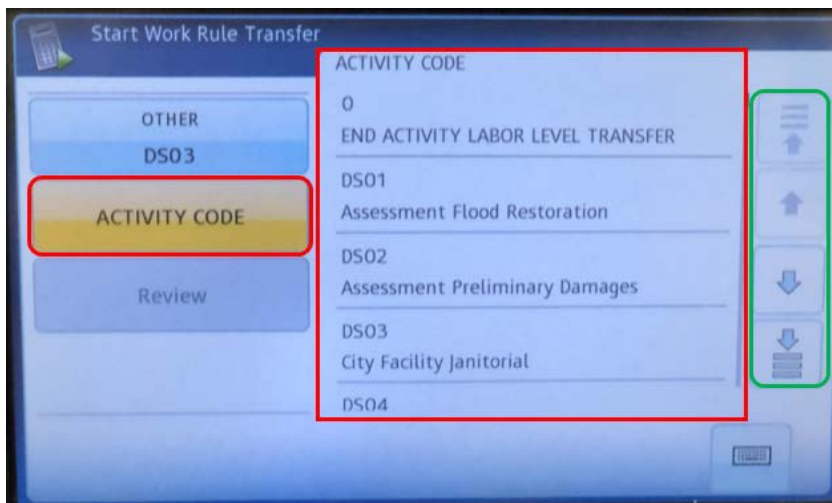 Start Work Rule Transfer
OTHER
DS03
ACTIVITY CODE
Review
ACTIVITY CODE
0
END ACTIVITY LABOR LEVEL TRANSFER
DS01
Assessment Flood Restoration
DS02
Assessment Preliminary Damages
DS03
City Facility Janitorial
DS04